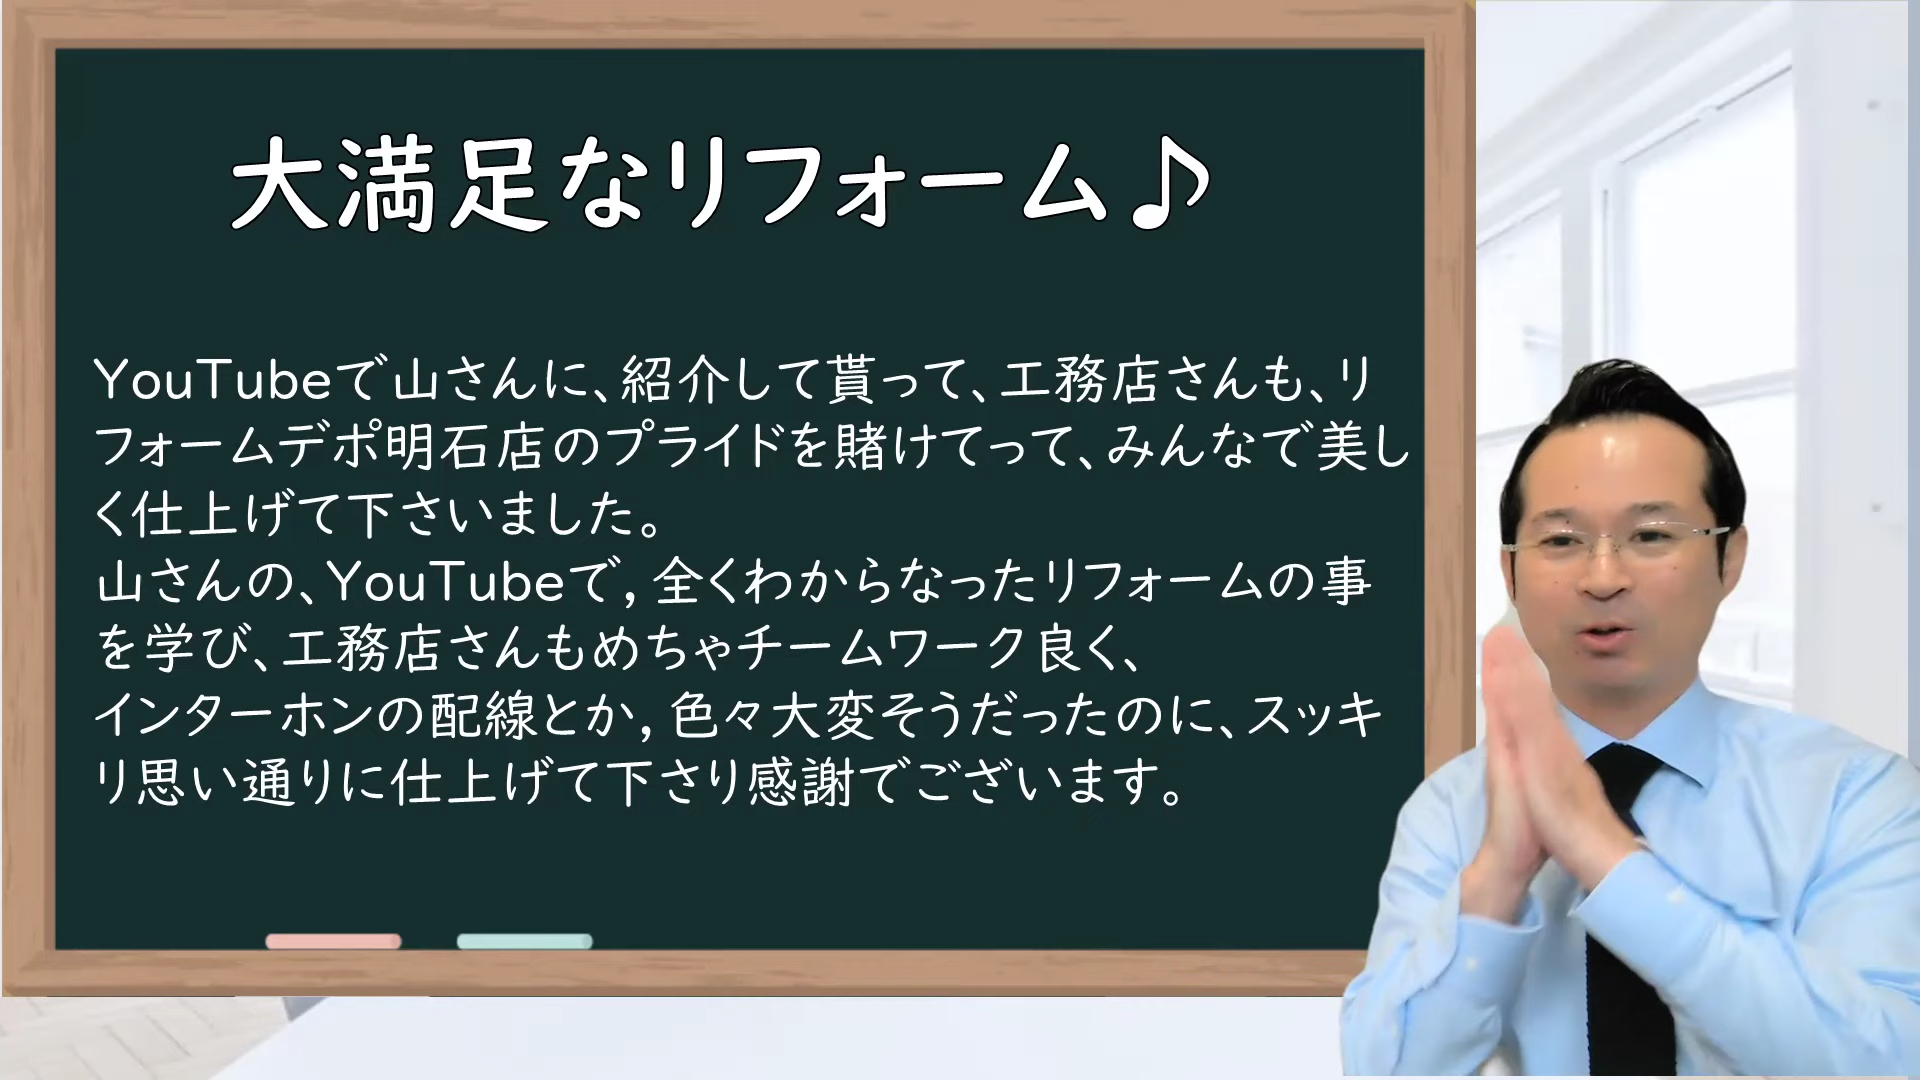 大満足なリフォーム♪
YouTubeで山さんに、紹介して貰って、工務店さんも、リ
フォームデポ明石店のプライドを賭けてって、みんなで美し
く仕上げて下さいました。
山さんの、YouTubeで，全くわからなったリフォームの事
を学び、工務店さんもめちゃチームワーク良く、
インターホンの配線とか，色々大変そうだったのに、スッキ
リ思い通りに仕上げて下さり感謝でございます。